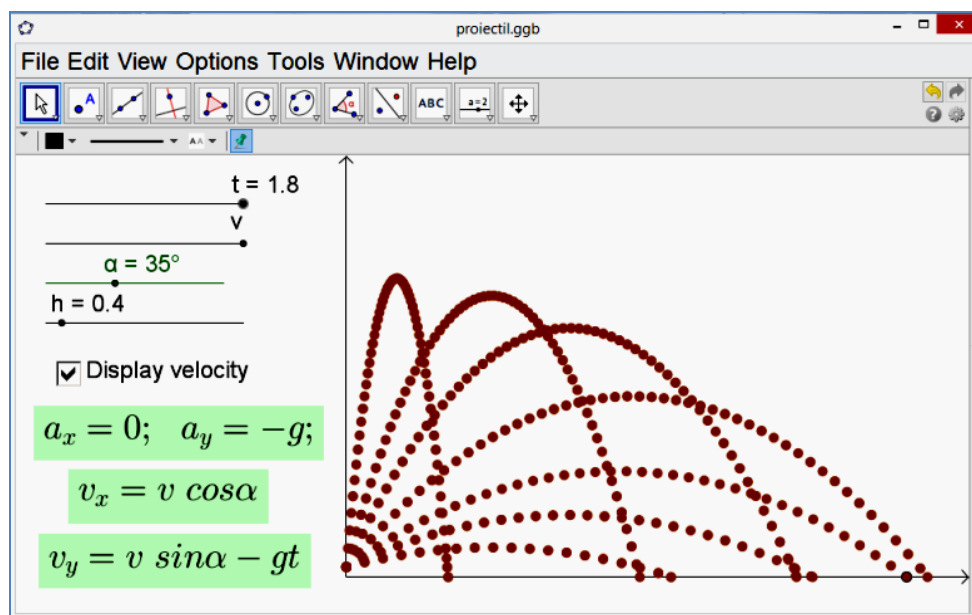 proiectil.ggb
File Edit View Options Tools Window Help
A
α
ABC
a=2
AA
t = 1.8
v
α = 35°
h = 0.4
Display velocity
a_x = 0; a_y = −g;
v_x = v cosα
v_y = v sinα − gt